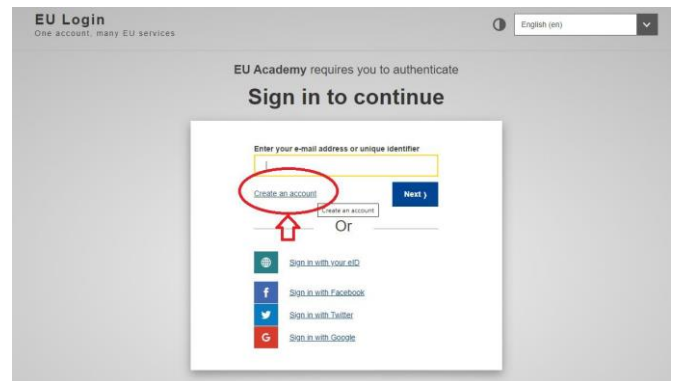 EU Login
One account, many EU services
English (en)
EU Academy requires you to authenticate
Sign in to continue
Enter your e-mail address or unique identifier
Create an account
Next ›
Create an account
Or
Sign in with your eID
f
Sign in with Facebook
Sign in with Twitter
G
Sign in with Google